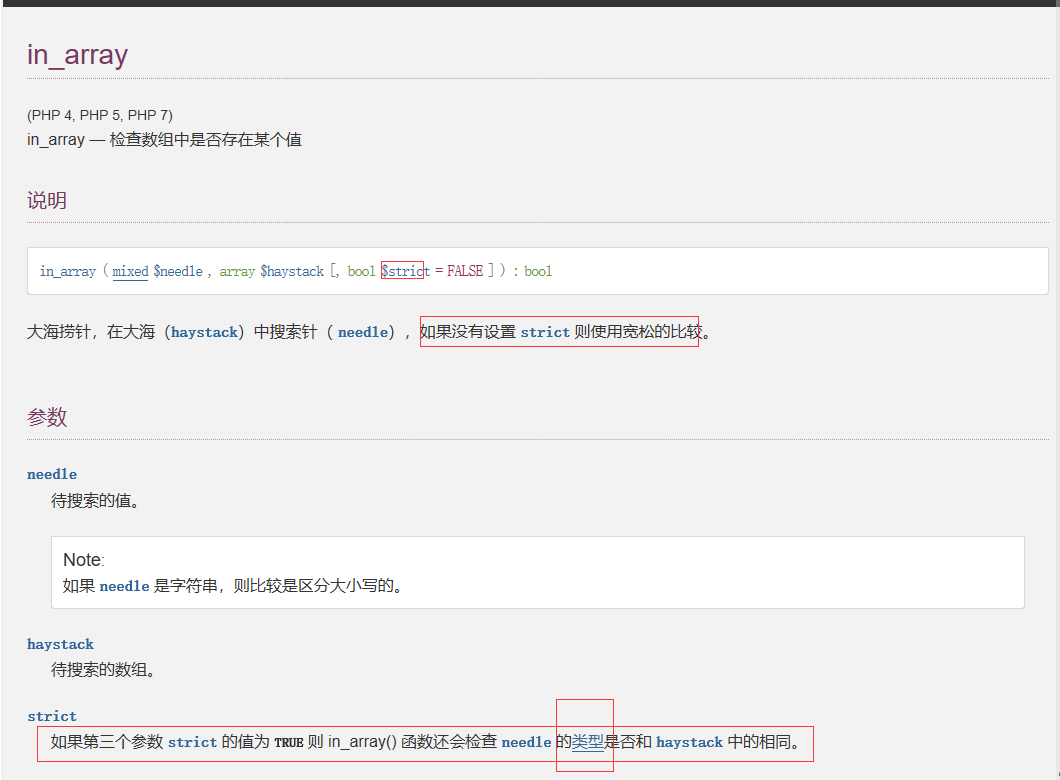 in_array
(PHP 4, PHP 5, PHP 7)
in_array — 检查数组中是否存在某个值
说明
in_array ( mixed $needle , array $haystack [, bool $strict = FALSE ] ) : bool
大海捞针，在大海（haystack）中搜索针（ needle），如果没有设置 strict 则使用宽松的比较。
参数
needle
待搜索的值。
Note:
如果 needle 是字符串，则比较是区分大小写的。
haystack
待搜索的数组。
strict
如果第三个参数 strict 的值为 TRUE 则 in_array() 函数还会检查 needle 的类型是否和 haystack 中的相同。